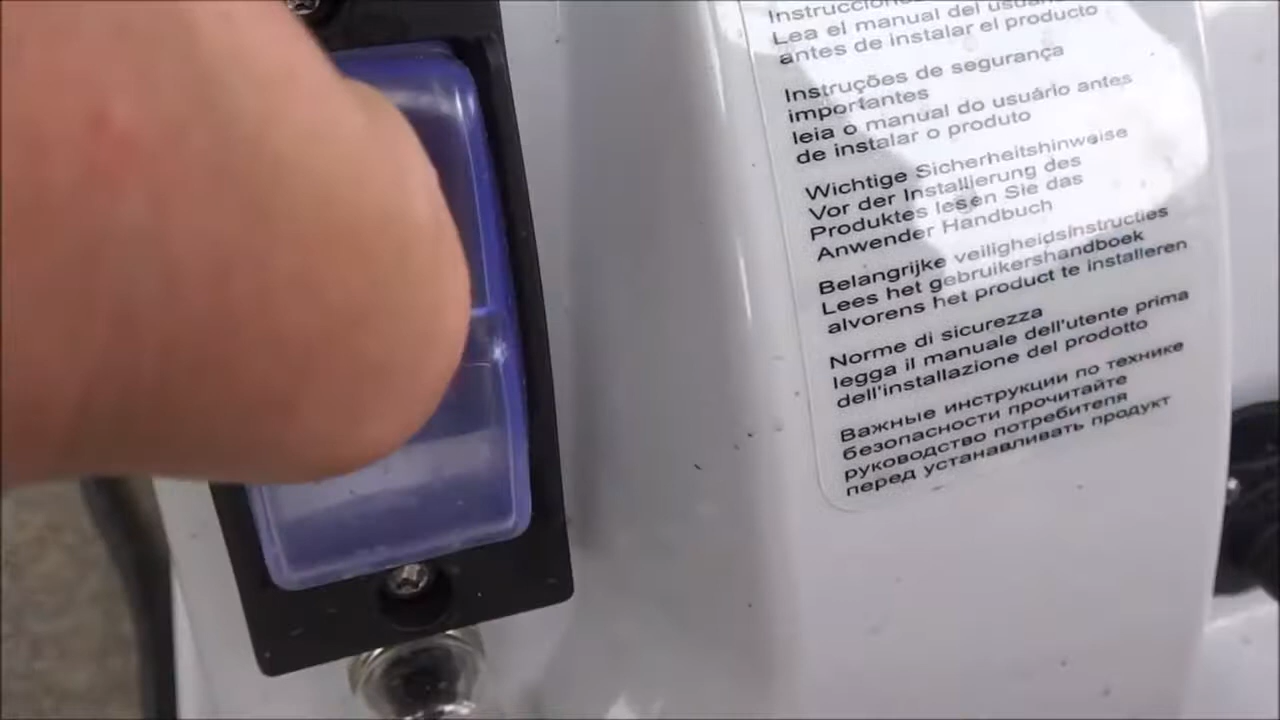 Lea el manual del
antes de instalar el producto
Instruções de segurança
importantes
leia o manual do usuário antes
de instalar o produto
Wichtige Sicherheitshinweise
Vor der Installierung des
Produktes lesen Sie das
Anwender Handbuch
Belangrijke veiligheidsinstructies
Lees het gebruikershandboek
alvorens het product te installeren
Norme di sicurezza
legga il manuale dell'utente prima
dell'installazione del prodotto
Важные инструкции по технике
безопасности прочитайте
руководство потребителя
перед устанавливать продукт